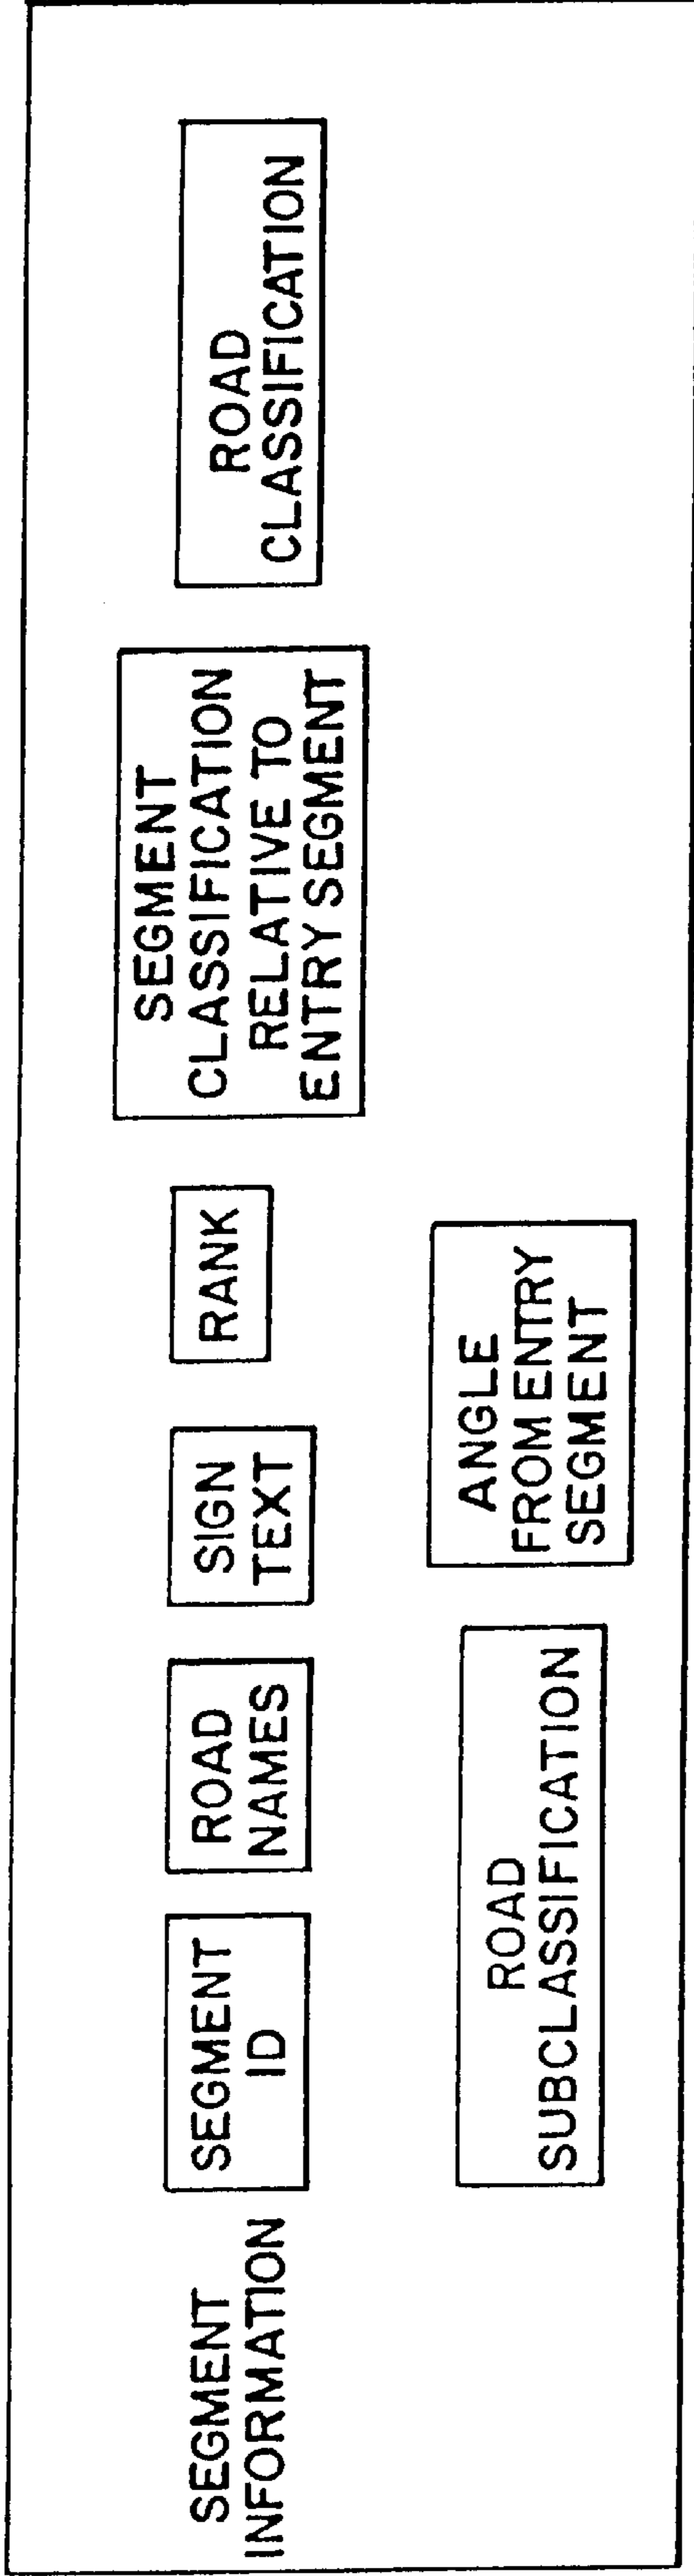 SEGMENT
INFORMATION
SEGMENT
ID
ROAD
NAMES
SIGN
TEXT
RANK
SEGMENT
CLASSIFICATION
RELATIVE TO
ENTRY SEGMENT
ROAD
CLASSIFICATION
ROAD
SUBCLASSIFICATION
ANGLE
FROM ENTRY
SEGMENT